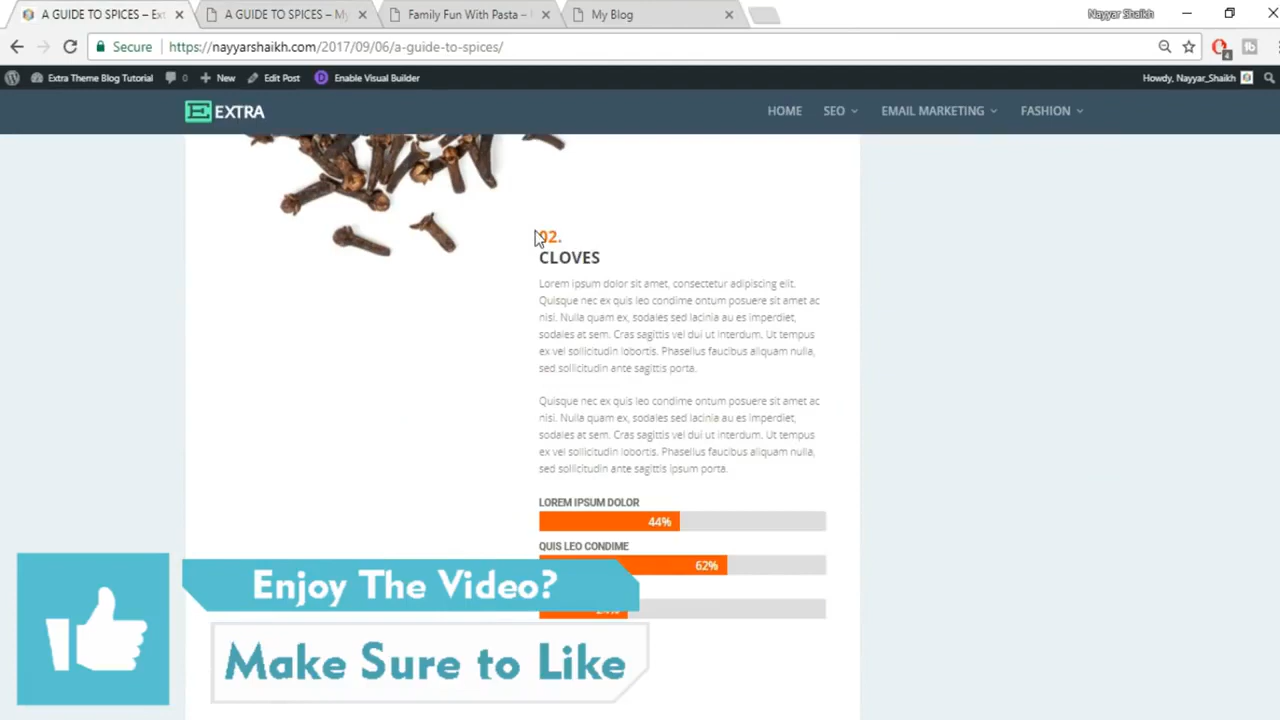 A GUIDE TO SPICES – Ex
A GUIDE TO SPICES – My
Family Fun With Pasta –
My Blog
Nayyar Shaikh
Secure
https://nayyarshaikh.com/2017/09/06/a-guide-to-spices/
4
Extra Theme Blog Tutorial
0
New
Edit Post
D
Enable Visual Builder
Howdy, Nayyar_Shaikh
E EXTRA
HOME
SEO
EMAIL MARKETING
FASHION
02.
CLOVES
Lorem ipsum dolor sit amet, consectetur adipiscing elit.
Quisque nec ex quis leo condime ontum posuere sit amet ac
nisl. Nulla quam ex, sodales sed lacinia au es imperdiet,
sodales at sem. Cras sagittis vel dui ut interdum. Ut tempus
ex vel sollicitudin lobortis. Phasellus faucibus aliquam nulla,
sed sollicitudin ante sagittis porta.
Quisque nec ex quis leo condime ontum posuere sit amet ac
nisi. Nulla quam ex, sodales sed lacinia au es imperdiet,
sodales at sem. Cras sagittis vel dui ut interdum. Ut tempus
ex vel sollicitudin lobortis. Phasellus faucibus aliquam nulla,
sed sollicitudin ante sagittis ipsum porta.
LOREM IPSUM DOLOR
44%
QUIS LEO CONDIME
62%
Enjoy The Video?
Make Sure to Like